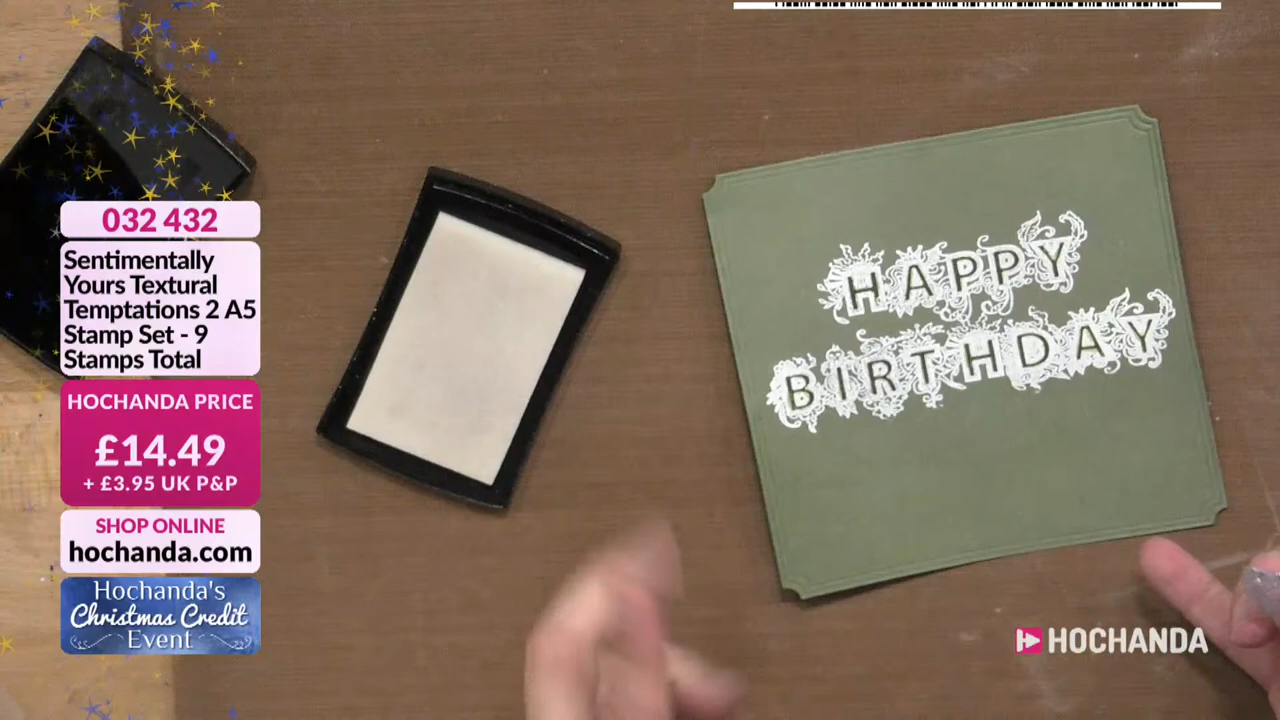 032 432
Sentimentally
Yours Textural
Temptations 2 A5
Stamp Set - 9
Stamps Total
HOCHANDA PRICE
£14.49
+ £3.95 UK P&P
SHOP ONLINE
hochanda.com
Hochanda's
Christmas Credit
Event
HAPPY
BIRTHDAY
HOCHANDA